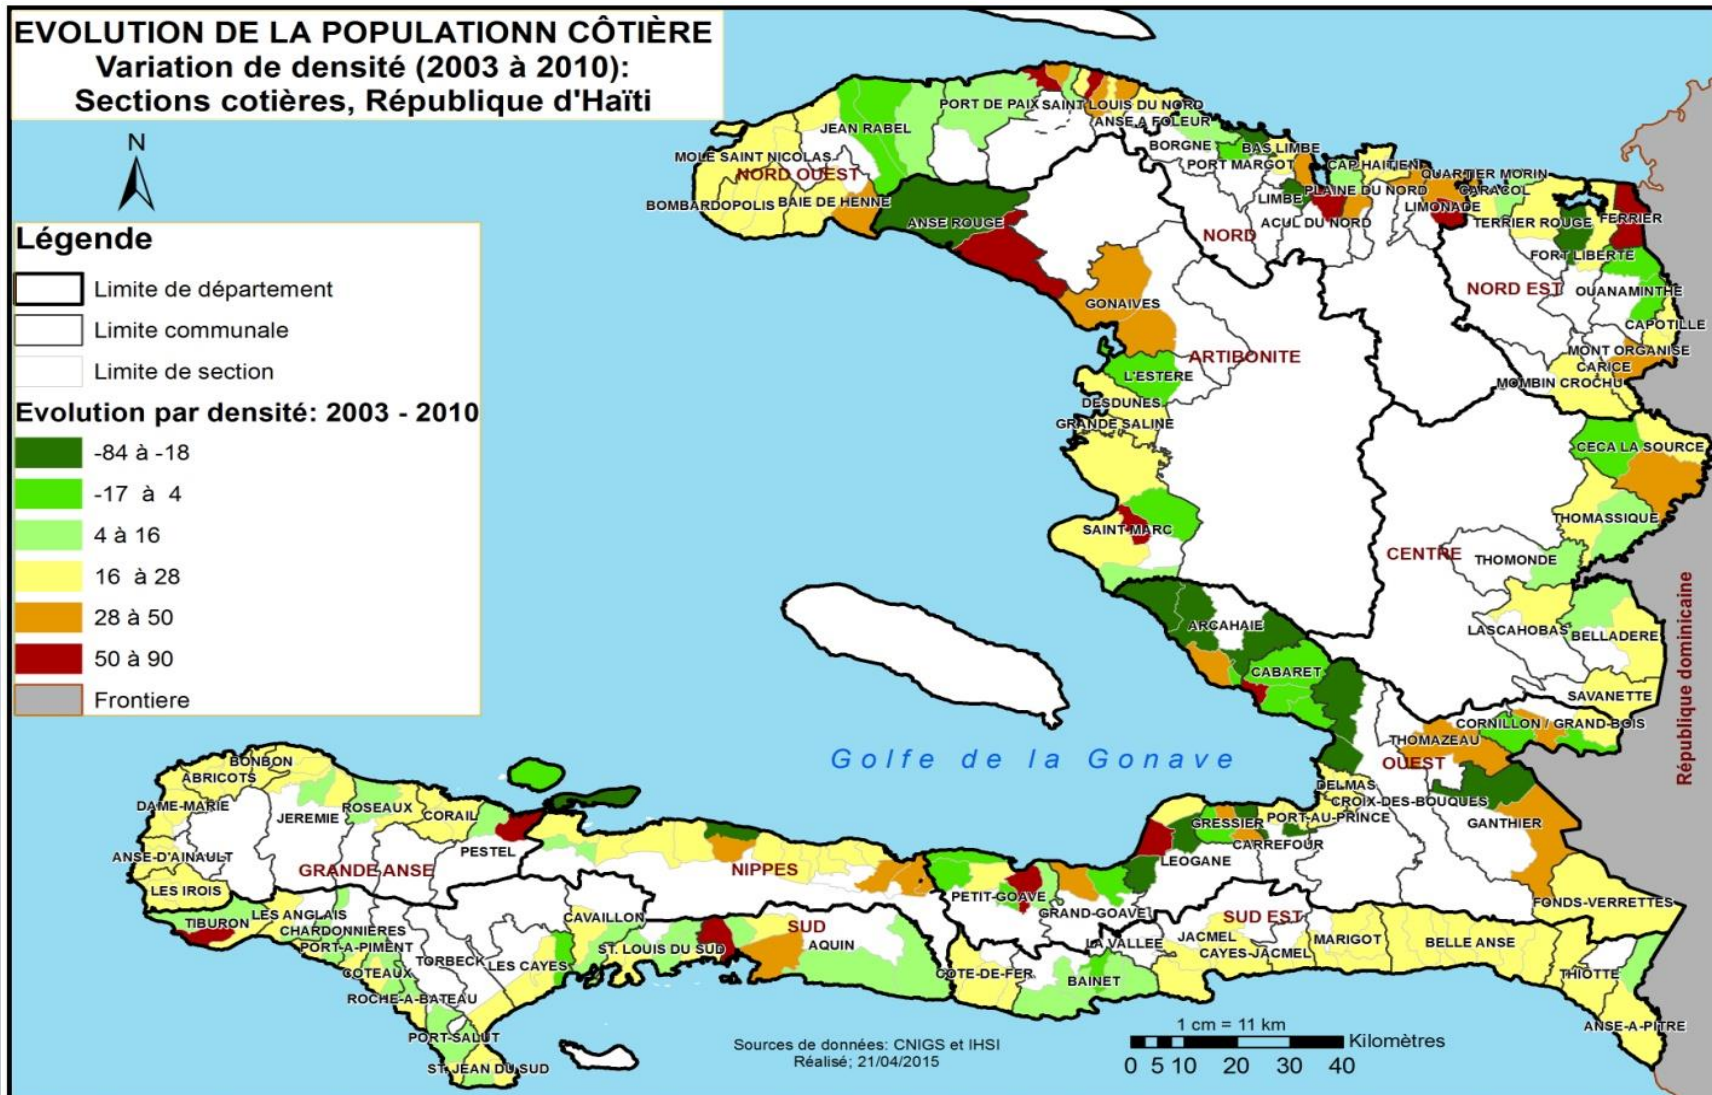 EVOLUTION DE LA POPULATIONN CÔTIÈRE
Variation de densité (2003 à 2010):
Sections cotières, République d'Haïti
N
Légende
Limite de département
Limite communale
Limite de section
Evolution par densité: 2003 - 2010
-84 à -18
-17 à 4
4 à 16
16 à 28
28 à 50
50 à 90
Frontiere
PORT DE PAIX
SAINT LOUIS DU NORD
ANSE A FOLEUR
JEAN RABEL
MOLE SAINT NICOLAS
NORD OUEST
BOMBARDOPOLIS
BAIE DE HENNE
ANSE ROUGE
BORGNE
BAS LIMBE
PORT MARGOT
CAP-HAITIEN
QUARTIER MORIN
LIMBE
PLAINE DU NORD
CARACOL
LIMONADE
ACUL DU NORD
NORD
TERRIER ROUGE
FERRIER
FORT LIBERTE
NORD EST
OUANAMINTHE
CAPOTILLE
MONT ORGANISE
CARICE
MOMBIN CROCHU
GONAIVES
ARTIBONITE
L'ESTERE
DESDUNES
GRANDE SALINE
SAINT MARC
CECA LA SOURCE
THOMASSIQUE
CENTRE
THOMONDE
LASCAHOBAS
BELLADERE
SAVANETTE
République dominicaine
ARCAHAIE
CABARET
CORNILLON / GRAND-BOIS
THOMAZEAU
OUEST
Golfe de la Gonave
DELMAS
CROIX-DES-BOUQUES
PORT-AU-PRINCE
GANTHIER
GRESSIER
CARREFOUR
LEOGANE
FONDS-VERRETTES
BONBON
ABRICOTS
DAME-MARIE
JEREMIE
ROSEAUX
CORAIL
PESTEL
ANSE-D'AINAULT
GRANDE ANSE
LES IROIS
NIPPES
PETIT-GOAVE
GRAND-GOAVE
TIBURON
LES ANGLAIS
CHARDONNIÈRES
PORT-A-PIMENT
COTEAUX
ROCHE-A-BATEAU
TORBECK
LES CAYES
CAVAILLON
ST. LOUIS DU SUD
SUD
AQUIN
PORT-SALUT
ST. JEAN DU SUD
COTE-DE-FER
BAINET
LA VALLEE
SUD EST
JACMEL
CAYES-JACMEL
MARIGOT
BELLE ANSE
THIOTTE
ANSE-A-PITRE
Sources de données: CNIGS et IHSI
Réalisé; 21/04/2015
1 cm = 11 km
Kilomètres
0 5 10 20 30 40